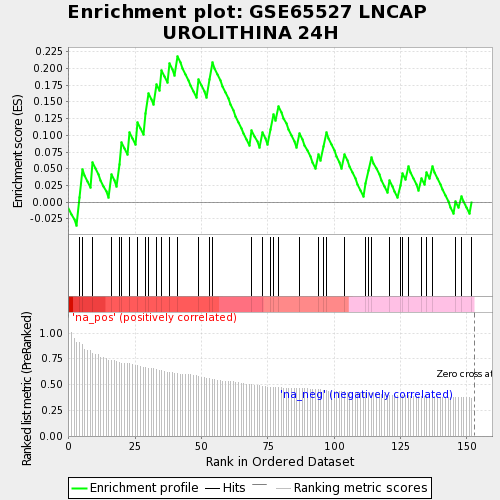 Enrichment plot: GSE65527 LNCAP
UROLITHINA 24H
Enrichment score (ES)
0.225
0.200
0.175
0.150
0.125
0.100
0.075
0.050
0.025
0.000
-0.025
'na_pos' (positively correlated)
Ranked list metric (PreRanked)
1.00
0.75
0.50
0.25
0.00
Zero cross at
'na_neg' (negatively correlated)
0 25 50 75 100 125 150
Rank in Ordered Dataset
Enrichment profile Hits Ranking metric scores